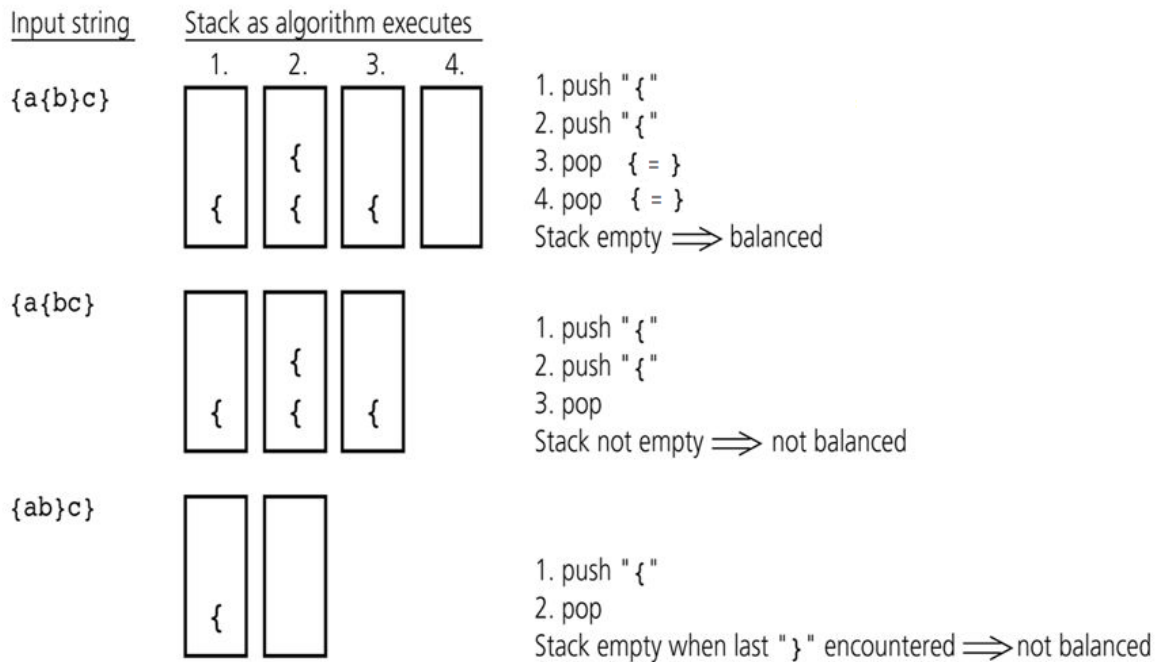 Input string    Stack as algorithm executes
1.    2.    3.    4.
{a{b}c}
{
{    {    {
1. push "{"
2. push "{"
3. pop   { = }
4. pop   { = }
Stack empty ⟹ balanced
{a{bc}
{
{    {    {
1. push "{"
2. push "{"
3. pop
Stack not empty ⟹ not balanced
{ab}c}
{
1. push "{"
2. pop
Stack empty when last "}" encountered ⟹ not balanced